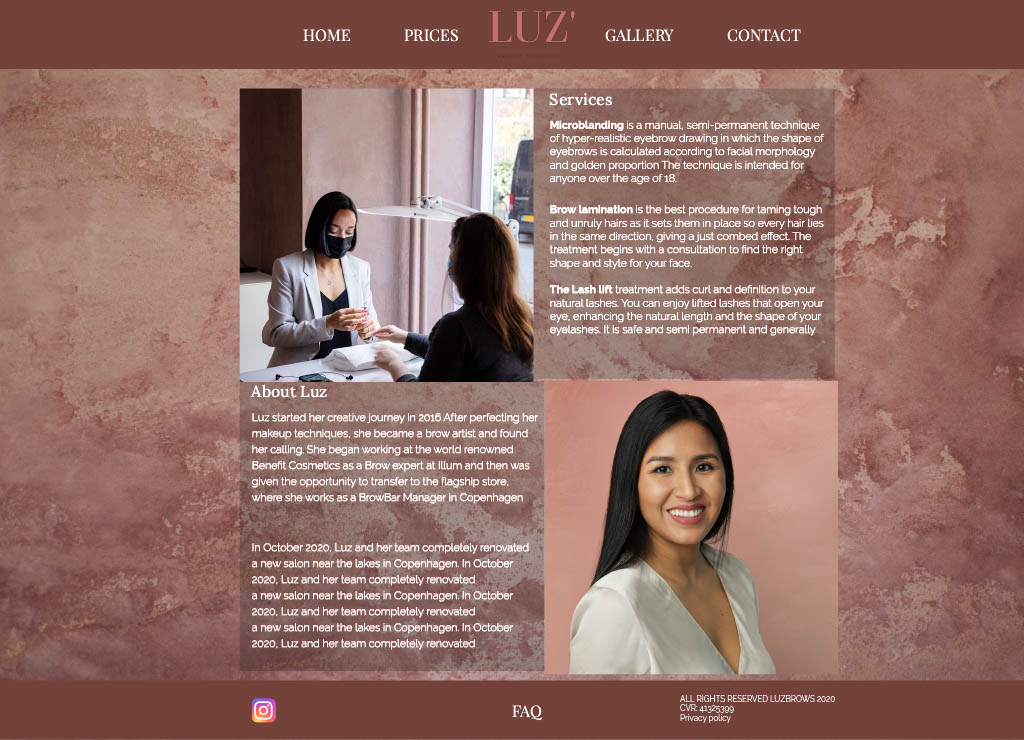 HOME PRICES LUZ' GALLERY CONTACT
Services
Microblanding is a manual, semi-permanent technique
of hyper-realistic eyebrow drawing in which the shape of
eyebrows is calculated according to facial morphology
and golden proportion The technique is intended for
anyone over the age of 18.
Brow lamination is the best procedure for taming tough
and unruly hairs as it sets them in place so every hair lies
in the same direction, giving a just combed effect. The
treatment begins with a consultation to find the right
shape and style for your face.
The Lash lift treatment adds curl and definition to your
natural lashes. You can enjoy lifted lashes that open your
eye, enhancing the natural length and the shape of your
eyelashes. It is safe and semi permanent and generally
About Luz
Luz started her creative journey in 2016 After perfecting her
makeup techniques, she became a brow artist and found
her calling. She began working at the world renowned
Benefit Cosmetics as a Brow expert at Illum and then was
given the opportunity to transfer to the flagship store,
where she works as a BrowBar Manager in Copenhagen
In October 2020, Luz and her team completely renovated
a new salon near the lakes in Copenhagen. In October
2020, Luz and her team completely renovated
a new salon near the lakes in Copenhagen. In October
2020, Luz and her team completely renovated
a new salon near the lakes in Copenhagen. In October
2020, Luz and her team completely renovated
FAQ
ALL RIGHTS RESERVED LUZBROWS 2020
CVR: 41325399
Privacy policy